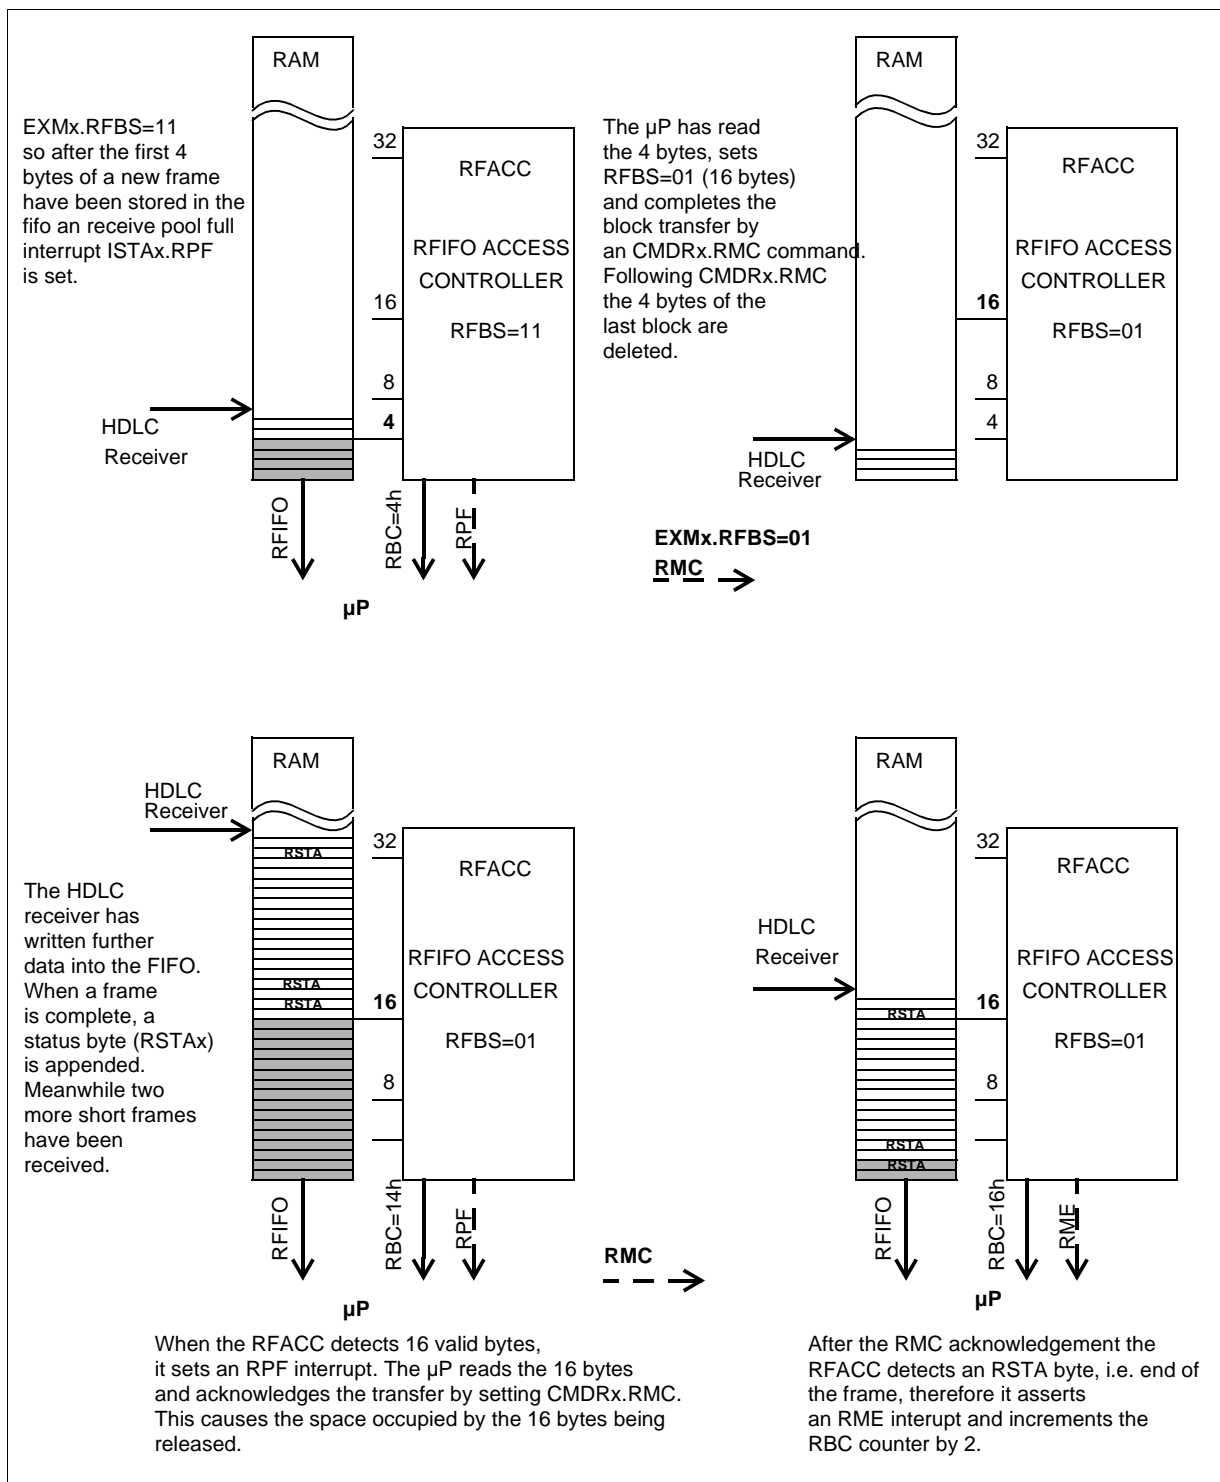 RAM
EXMx.RFBS=11
so after the first 4
bytes of a new frame
have been stored in the
fifo an receive pool full
interrupt ISTAx.RPF
is set.
32
RFACC
RFIFO ACCESS
CONTROLLER
16
RFBS=11
8
4
HDLC
Receiver
RFIFO
RBC=4h
RPF
µP
The µP has read
the 4 bytes, sets
RFBS=01 (16 bytes)
and completes the
block transfer by
an CMDRx.RMC command.
Following CMDRx.RMC
the 4 bytes of the
last block are
deleted.
RAM
32
RFACC
RFIFO ACCESS
CONTROLLER
16
RFBS=01
8
4
HDLC
Receiver
EXMx.RFBS=01
RMC
RAM
HDLC
Receiver
RSTA
32
RFACC
The HDLC
receiver has
written further
data into the FIFO.
When a frame
is complete, a
status byte (RSTAx)
is appended.
Meanwhile two
more short frames
have been
received.
RFIFO ACCESS
CONTROLLER
RSTA
RSTA
16
RFBS=01
8
RFIFO
RBC=14h
RPF
µP
RMC
When the RFACC detects 16 valid bytes,
it sets an RPF interrupt. The µP reads the 16 bytes
and acknowledges the transfer by setting CMDRx.RMC.
This causes the space occupied by the 16 bytes being
released.
RAM
32
RFACC
HDLC
Receiver
RFIFO ACCESS
CONTROLLER
16
RSTA
RFBS=01
8
RSTA
RSTA
RFIFO
RBC=16h
RME
µP
After the RMC acknowledgement the
RFACC detects an RSTA byte, i.e. end of
the frame, therefore it asserts
an RME interupt and increments the
RBC counter by 2.